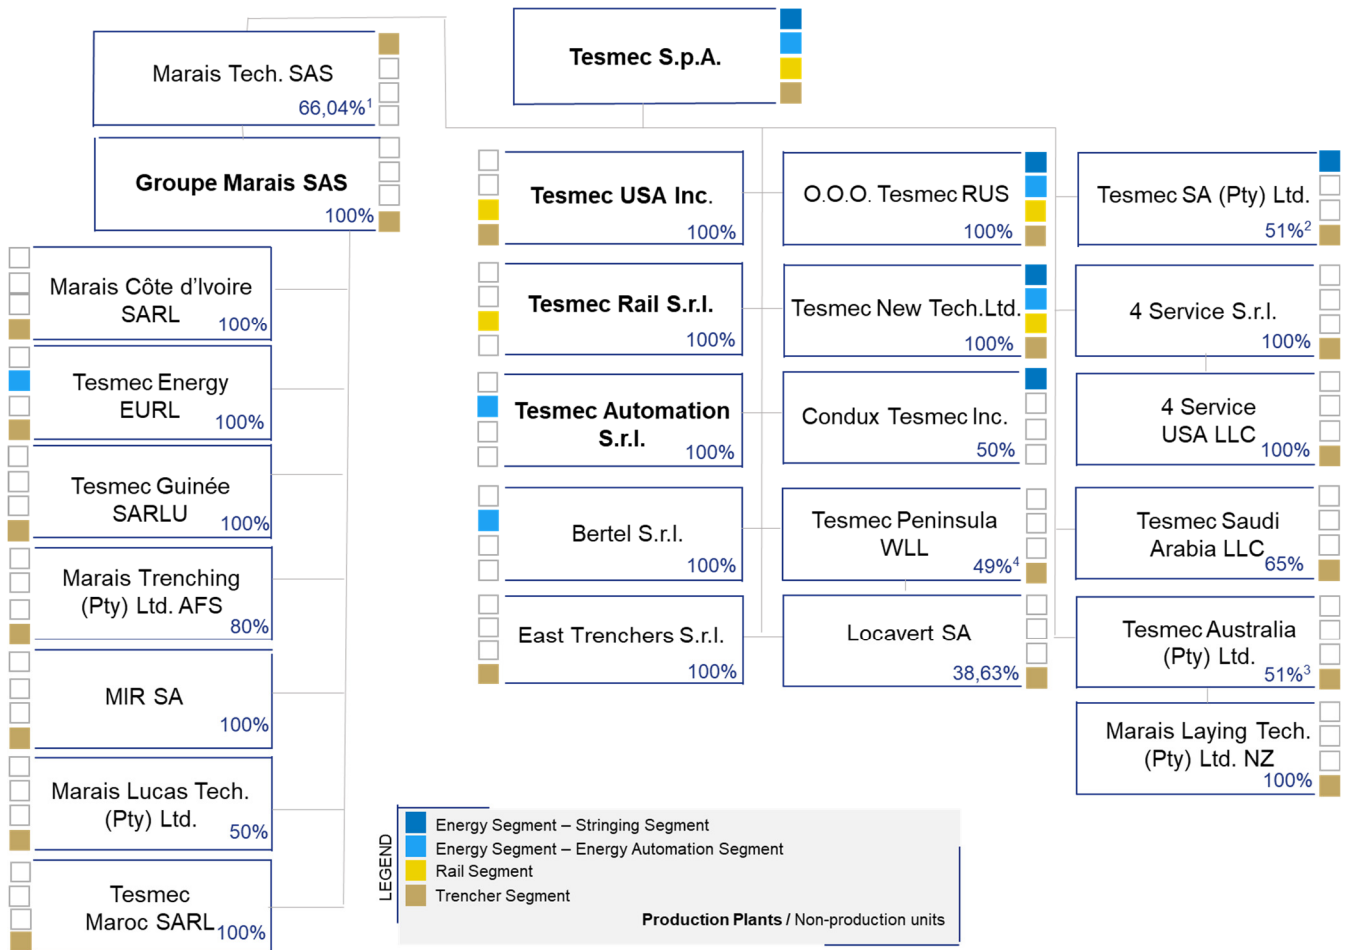 Tesmec S.p.A.
Marais Tech. SAS
66,04%¹
Groupe Marais SAS
100%
Marais Côte d'Ivoire
SARL
100%
Tesmec Energy
EURL
100%
Tesmec Guinée
SARLU
100%
Marais Trenching
(Pty) Ltd. AFS
80%
MIR SA
100%
Marais Lucas Tech.
(Pty) Ltd.
50%
Tesmec
Maroc SARL
100%
Tesmec USA Inc.
100%
Tesmec Rail S.r.l.
100%
Tesmec Automation
S.r.l.
100%
Bertel S.r.l.
100%
East Trenchers S.r.l.
100%
O.O.O. Tesmec RUS
100%
Tesmec New Tech.Ltd.
100%
Condux Tesmec Inc.
50%
Tesmec Peninsula
WLL
49%⁴
Locavert SA
38,63%
Tesmec SA (Pty) Ltd.
51%²
4 Service S.r.l.
100%
4 Service
USA LLC
100%
Tesmec Saudi
Arabia LLC
65%
Tesmec Australia
(Pty) Ltd.
51%³
Marais Laying Tech.
(Pty) Ltd. NZ
100%
LEGEND
Energy Segment – Stringing Segment
Energy Segment – Energy Automation Segment
Rail Segment
Trencher Segment
Production Plants / Non-production units